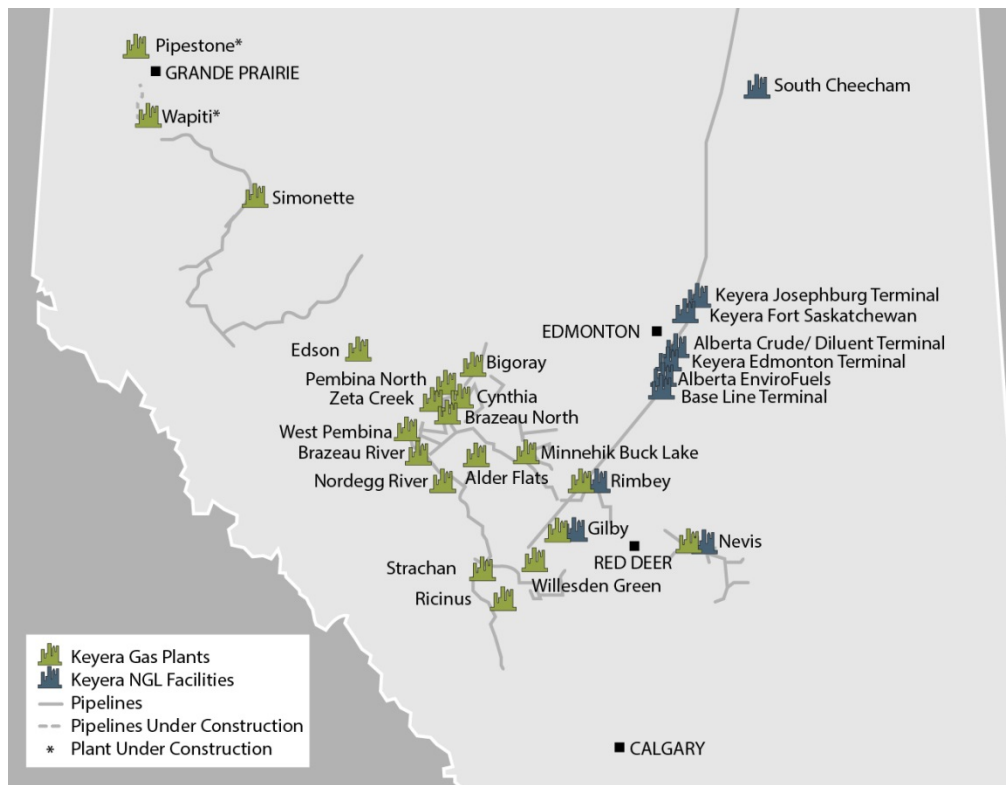 Pipestone*
GRANDE PRAIRIE
South Cheecham
Wapiti*
Simonette
Keyera Josephburg Terminal
Keyera Fort Saskatchewan
EDMONTON
Alberta Crude/ Diluent Terminal
Edson
Keyera Edmonton Terminal
Bigoray
Pembina North
Alberta EnviroFuels
Zeta Creek
Cynthia
Base Line Terminal
Brazeau North
West Pembina
Brazeau River
Minnehik Buck Lake
Nordegg River
Alder Flats
Rimbey
Gilby
Nevis
RED DEER
Strachan
Willesden Green
Ricinus
Keyera Gas Plants
Keyera NGL Facilities
Pipelines
Pipelines Under Construction
* Plant Under Construction
CALGARY